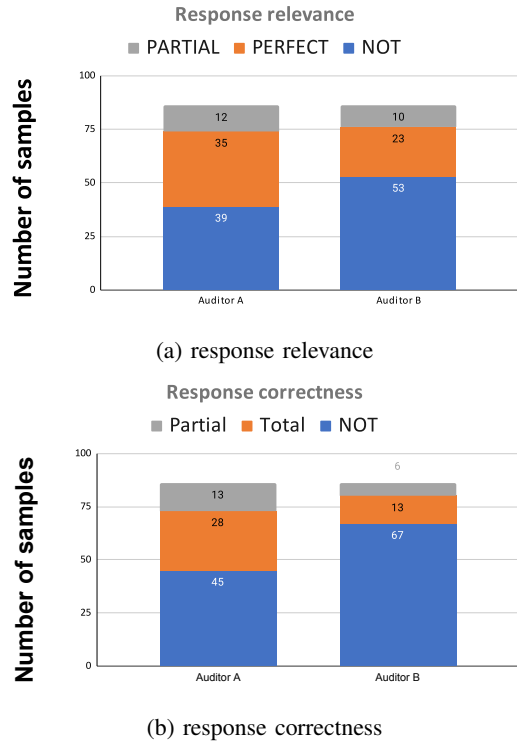 Response relevance
PARTIAL PERFECT NOT
Number of samples
100
75
50
25
0
12
35
39
10
23
53
Auditor A
Auditor B
(a) response relevance
Response correctness
Partial Total NOT
Number of samples
100
75
50
25
0
13
28
45
6
13
67
Auditor A
Auditor B
(b) response correctness